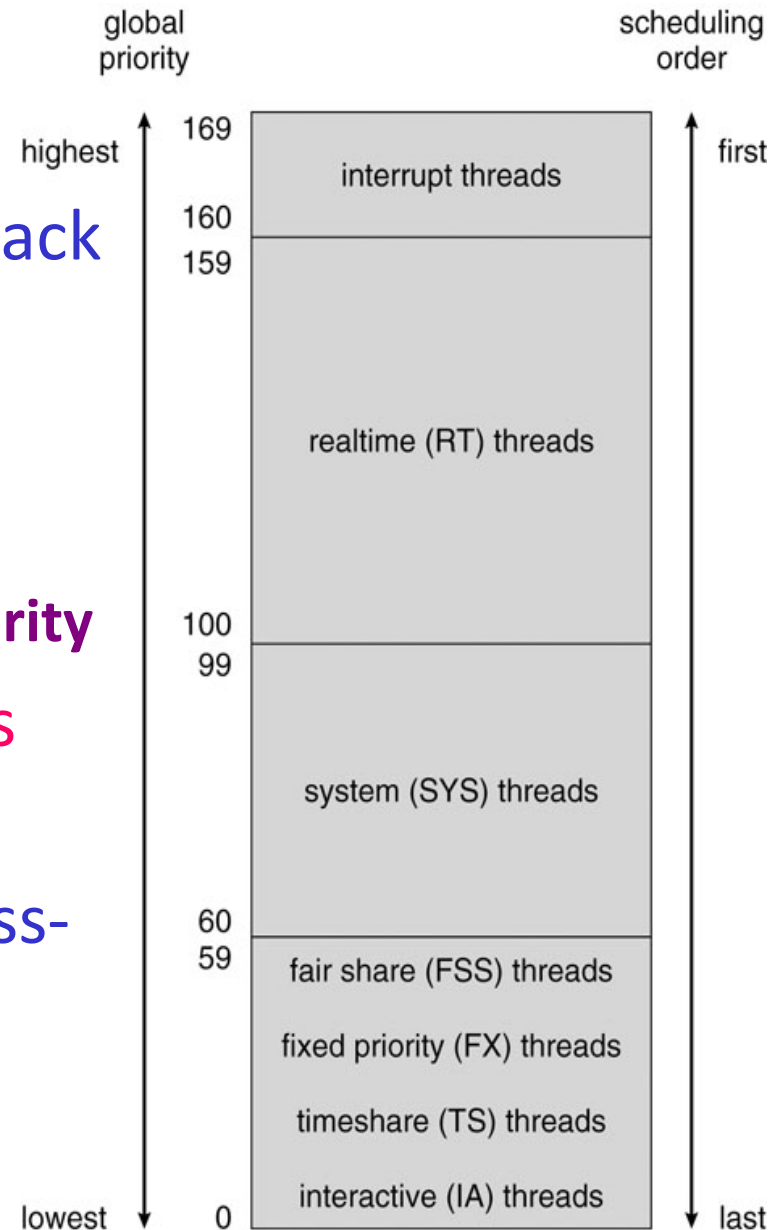 global
priority
scheduling
order
169
highest
first
interrupt threads
160
ack
159
realtime (RT) threads
rity
100
99
s
system (SYS) threads
60
ss-
59
fair share (FSS) threads
fixed priority (FX) threads
timeshare (TS) threads
interactive (IA) threads
lowest
0
last